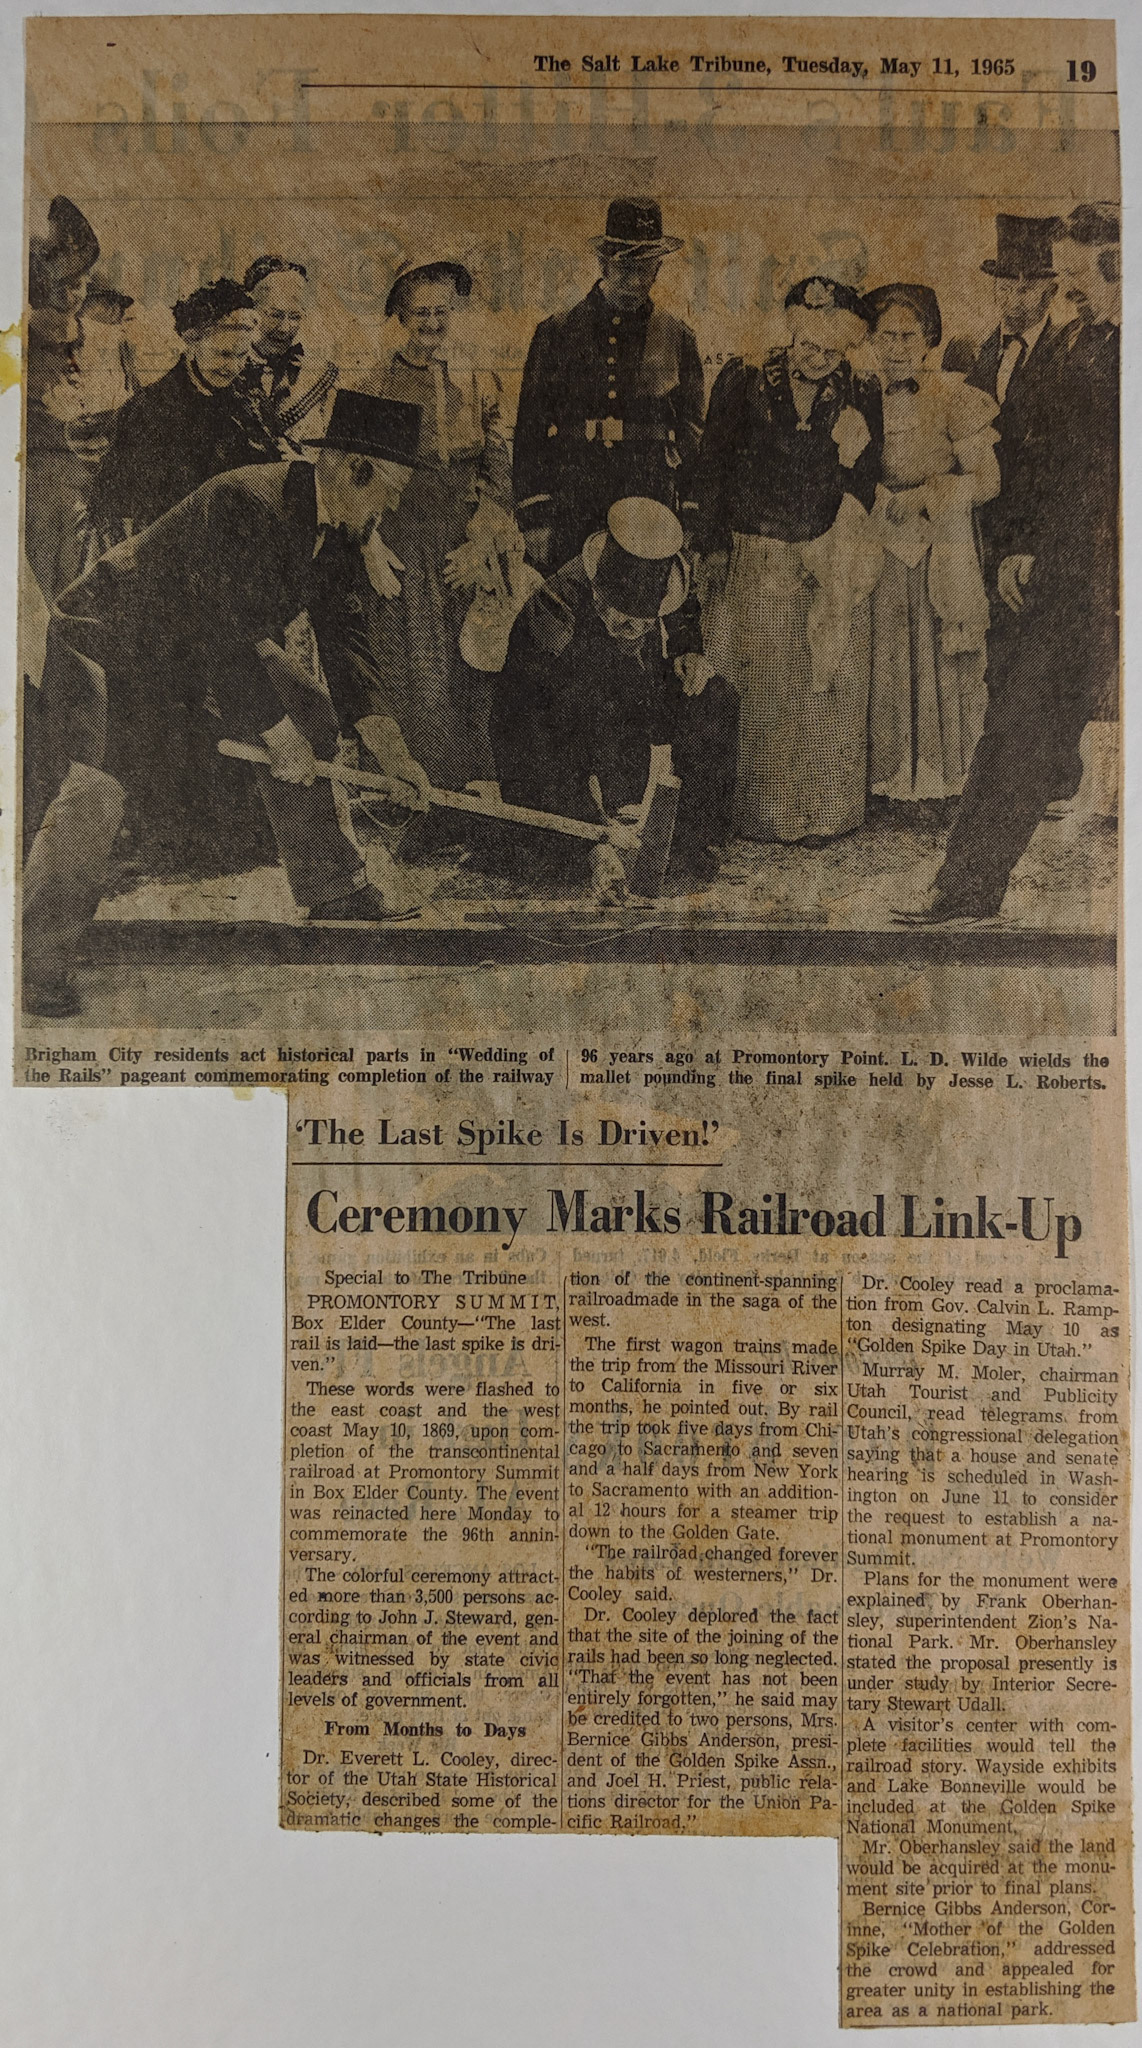 The Salt Lake Tribune, Tuesday, May 11, 1965 19
Brigham City residents act historical parts in “Wedding of
the Rails” pageant commemorating completion of the railway
96 years ago at Promontory Point. L. D. Wilde wields the
mallet pounding the final spike held by Jesse L. Roberts.
‘The Last Spike Is Driven!’
Ceremony Marks Railroad Link-Up
Special to The Tribune
PROMONTORY SUMMIT,
Box Elder County—“The last
rail is laid—the last spike is dri-
ven.”
These words were flashed to
the east coast and the west
coast May 10, 1869, upon com-
pletion of the transcontinental
railroad at Promontory Summit
in Box Elder County. The event
was reinacted here Monday to
commemorate the 96th anni-
versary.
The colorful ceremony attract-
ed more than 3,500 persons ac-
cording to John J. Steward, gen-
eral chairman of the event and
was witnessed by state civic
leaders and officials from all
levels of government.
From Months to Days
Dr. Everett L. Cooley, direc-
tor of the Utah State Historical
Society, described some of the
dramatic changes the comple-
tion of the continent-spanning
railroadmade in the saga of the
west.
The first wagon trains made
the trip from the Missouri River
to California in five or six
months, he pointed out. By rail
the trip took five days from Chi-
cago to Sacramento and seven
and a half days from New York
to Sacramento with an addition-
al 12 hours for a steamer trip
down to the Golden Gate.
“The railroad changed forever
the habits of westerners,” Dr.
Cooley said.
Dr. Cooley deplored the fact
that the site of the joining of the
rails had been so long neglected.
“That the event has not been
entirely forgotten,” he said may
be credited to two persons, Mrs.
Bernice Gibbs Anderson, presi-
dent of the Golden Spike Assn.,
and Joel H. Priest, public rela-
tions director for the Union Pa-
cific Railroad.”
Dr. Cooley read a proclama-
tion from Gov. Calvin L. Ramp-
ton designating May 10 as
“Golden Spike Day in Utah.”
Murray M. Moler, chairman
Utah Tourist and Publicity
Council, read telegrams from
Utah’s congressional delegation
saying that a house and senate
hearing is scheduled in Wash-
ington on June 11 to consider
the request to establish a na-
tional monument at Promontory
Summit.
Plans for the monument were
explained by Frank Oberhan-
sley, superintendent Zion’s Na-
tional Park. Mr. Oberhansley
stated the proposal presently is
under study by Interior Secre-
tary Stewart Udall.
A visitor’s center with com-
plete facilities would tell the
railroad story. Wayside exhibits
and Lake Bonneville would be
included at the Golden Spike
National Monument.
Mr. Oberhansley said the land
would be acquired at the monu-
ment site prior to final plans.
Bernice Gibbs Anderson, Cor-
inne, “Mother of the Golden
Spike Celebration,” addressed
the crowd and appealed for
greater unity in establishing the
area as a national park.